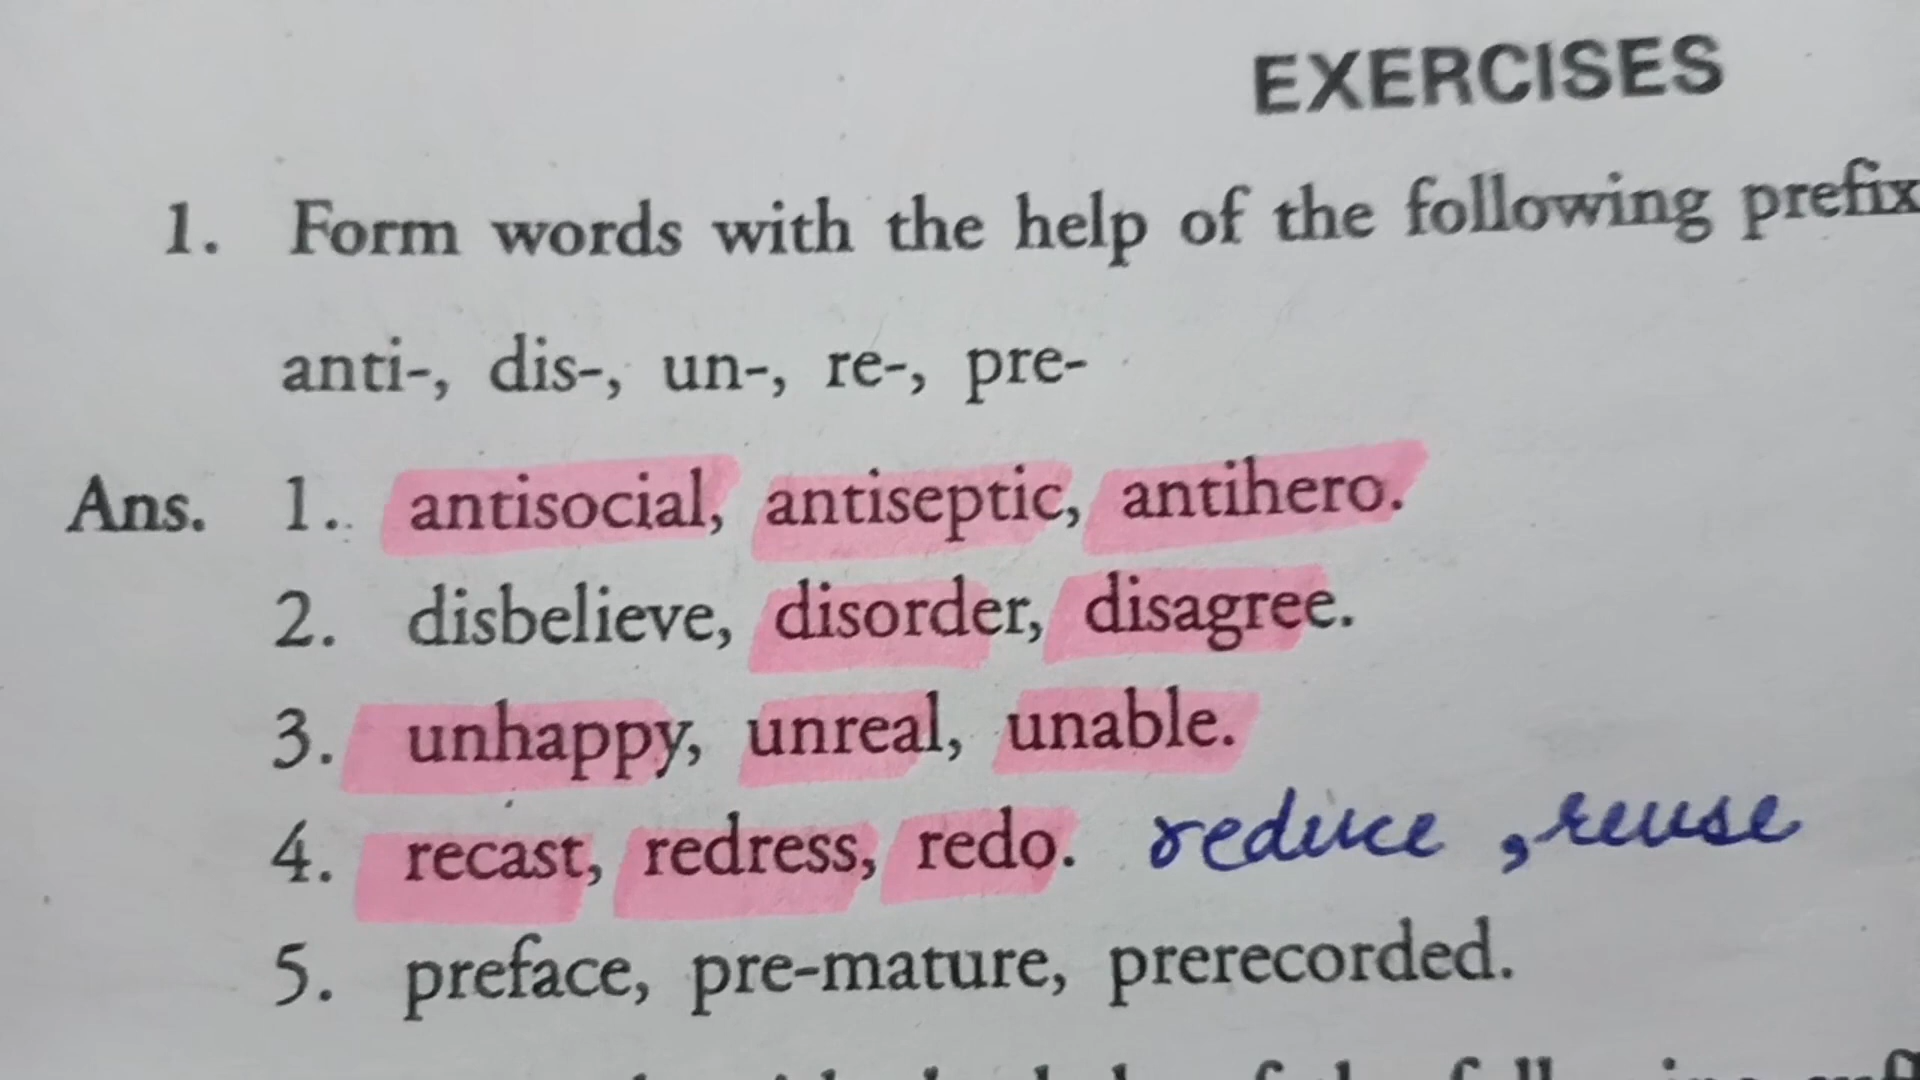 EXERCISES
1. Form words with the help of the following prefix
anti-, dis-, un-, re-, pre-
Ans. 1. antisocial, antiseptic, antihero.
2. disbelieve, disorder, disagree.
3. unhappy, unreal, unable.
4. recast, redress, redo. reduce , reuse
5. preface, pre-mature, prerecorded.